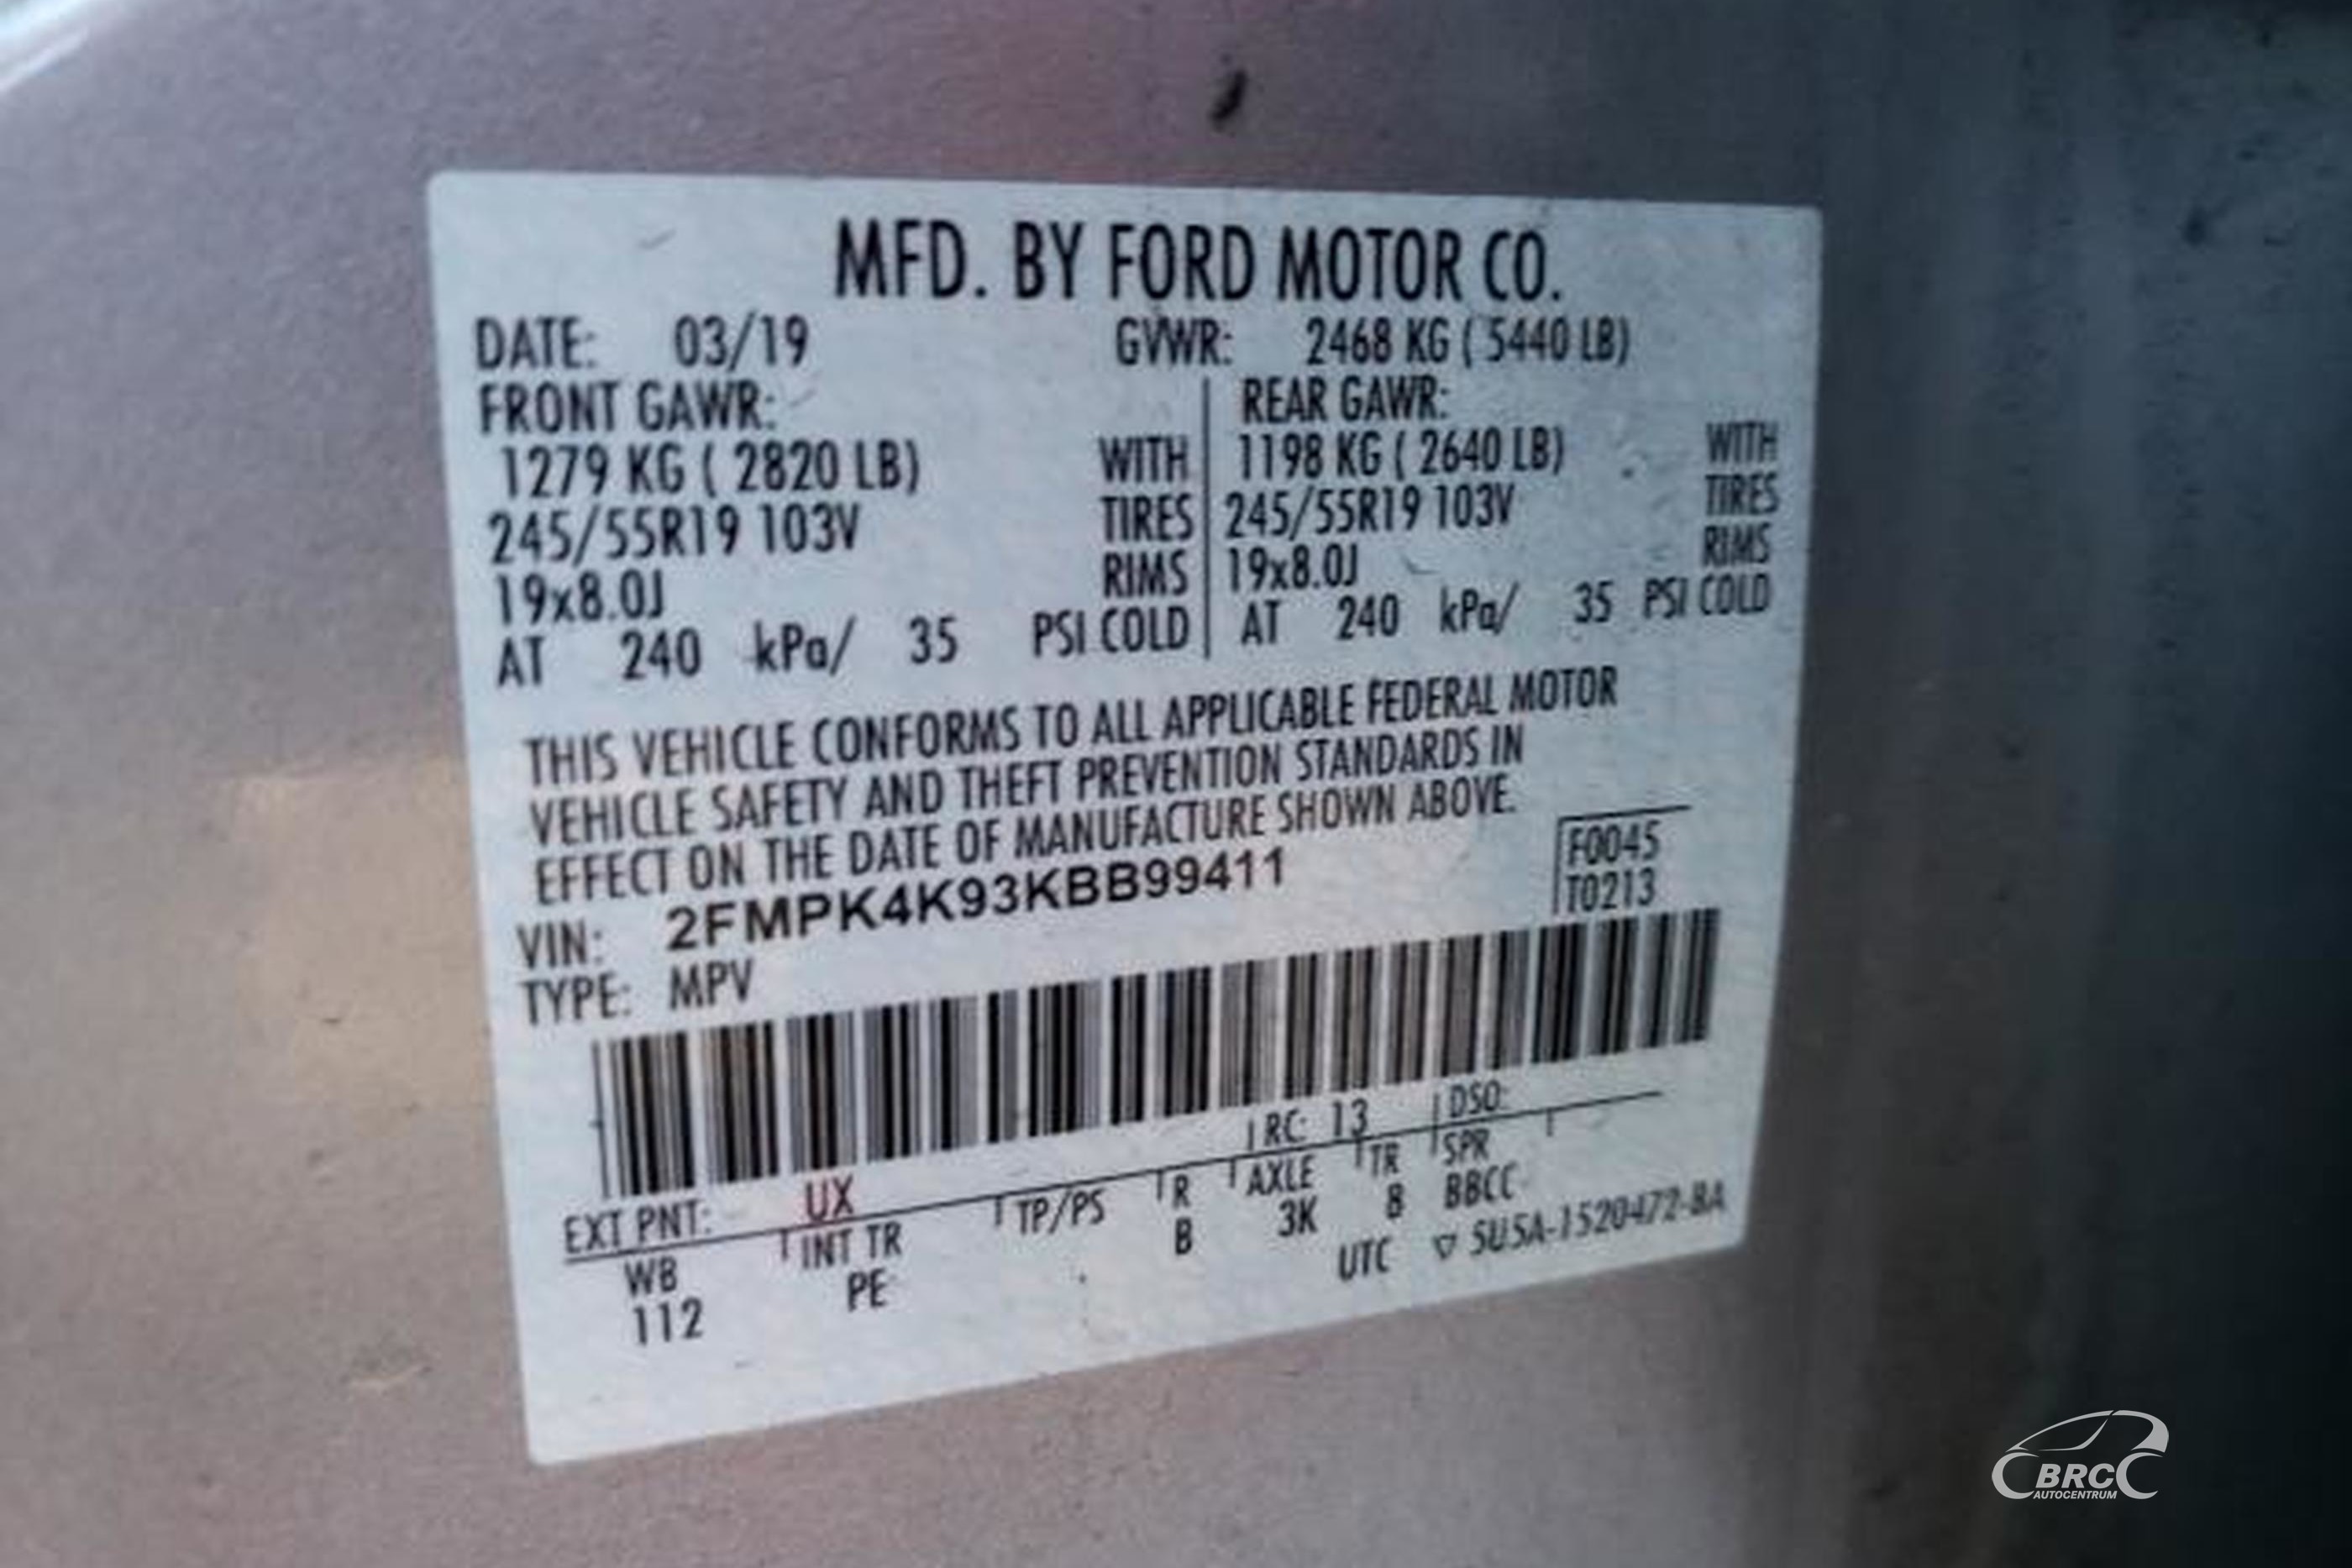 MFD. BY FORD MOTOR CO.
DATE: 03/19 GVWR: 2468 KG ( 5440 LB)
FRONT GAWR: REAR GAWR:
1279 KG ( 2820 LB) WITH 1198 KG ( 2640 LB) WITH
245/55R19 103V TIRES 245/55R19 103V TIRES
19x8.0J RIMS 19x8.0J RIMS
AT 240 kPa/ 35 PSI COLD AT 240 kPa/ 35 PSI COLD
THIS VEHICLE CONFORMS TO ALL APPLICABLE FEDERAL MOTOR
VEHICLE SAFETY AND THEFT PREVENTION STANDARDS IN
EFFECT ON THE DATE OF MANUFACTURE SHOWN ABOVE.
VIN: 2FMPK4K93KBB99411
F0045
T0213
TYPE: MPV
EXT PNT: UX RC: 13 DSO:
WB INT TR TP/PS R AXLE TR SPR
112 PE B 3K 8 BBCC
UTC ▽ 5U5A-1520472-BA
BRC
AUTOCENTRUM